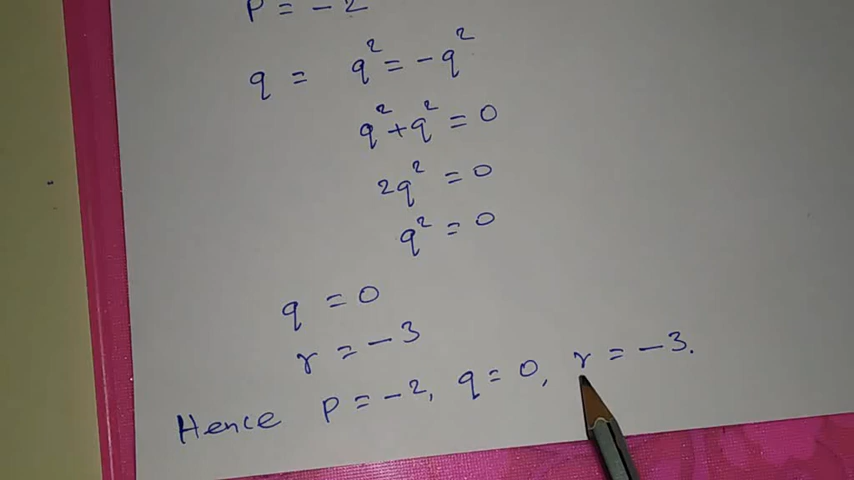 P = -2
q = q² = -q²
q² + q² = 0
2q² = 0
q² = 0
q = 0
r = -3
Hence P = -2, q = 0, r = -3.